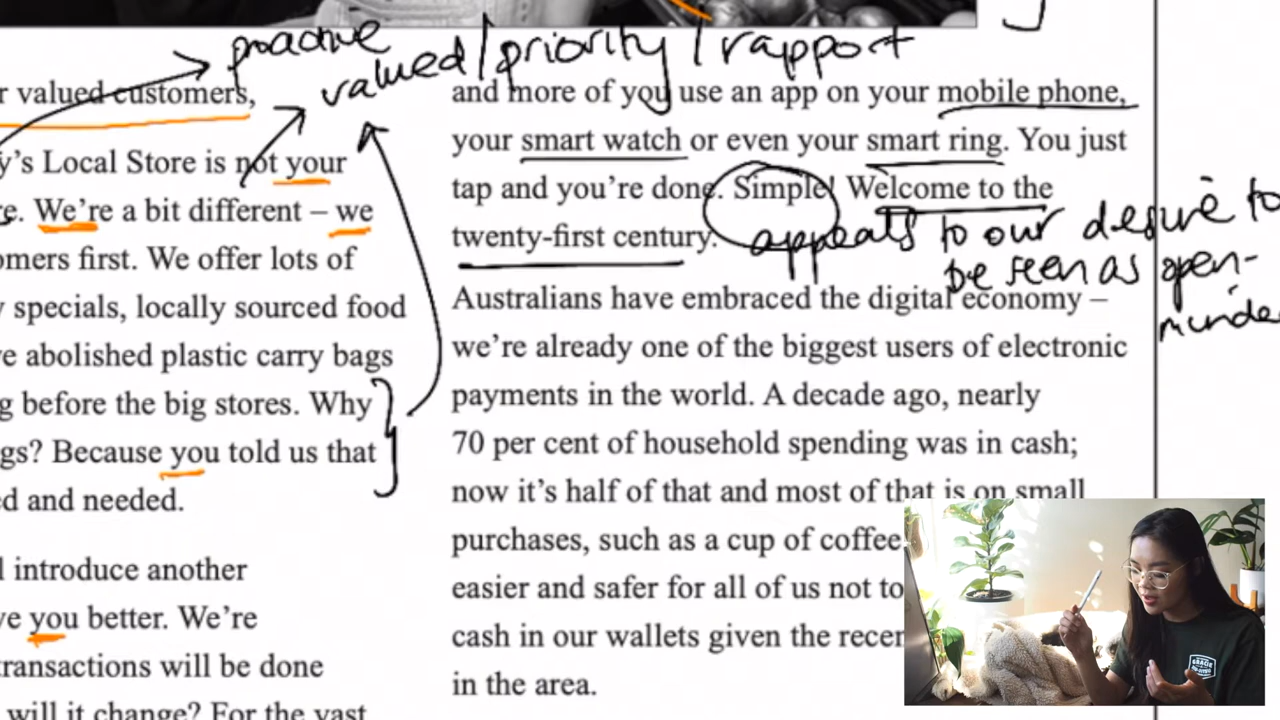 proactive
valued/priority/rapport
r valued customers,
y’s Local Store is not your
e. We’re a bit different – we
omers first. We offer lots of
y specials, locally sourced food
e abolished plastic carry bags
g before the big stores. Why
gs? Because you told us that
ed and needed.
l introduce another
ve you better. We’re
transactions will be done
will it change? For the vast
and more of you use an app on your mobile phone,
your smart watch or even your smart ring. You just
tap and you’re done. Simple! Welcome to the
twenty-first century.
appeals to our desire to
be seen as open-
minde
Australians have embraced the digital economy –
we’re already one of the biggest users of electronic
payments in the world. A decade ago, nearly
70 per cent of household spending was in cash;
now it’s half of that and most of that is on small
purchases, such as a cup of coffee
easier and safer for all of us not to
cash in our wallets given the recen
in the area.
GRACIE